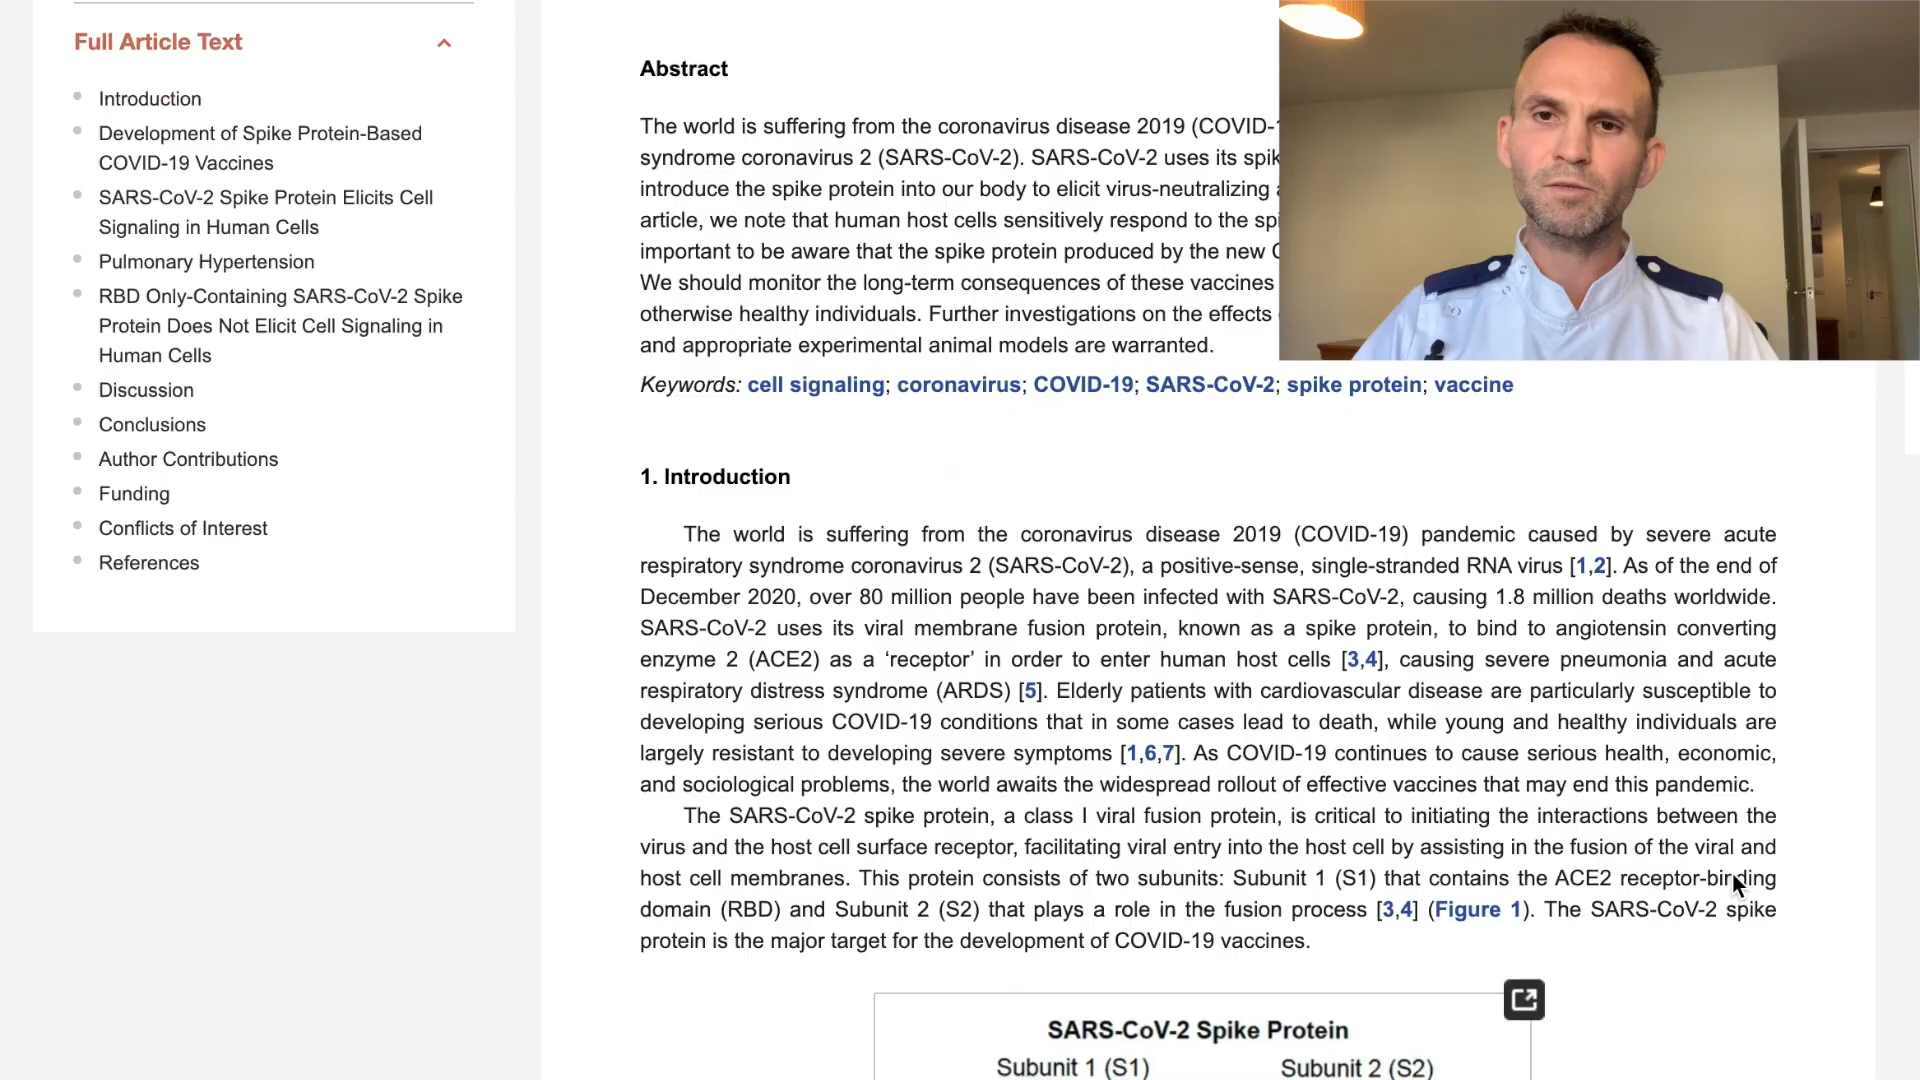 Full Article Text
Introduction
Development of Spike Protein-Based
COVID-19 Vaccines
SARS-CoV-2 Spike Protein Elicits Cell
Signaling in Human Cells
Pulmonary Hypertension
RBD Only-Containing SARS-CoV-2 Spike
Protein Does Not Elicit Cell Signaling in
Human Cells
Discussion
Conclusions
Author Contributions
Funding
Conflicts of Interest
References
Abstract
The world is suffering from the coronavirus disease 2019 (COVID-
syndrome coronavirus 2 (SARS-CoV-2). SARS-CoV-2 uses its spik
introduce the spike protein into our body to elicit virus-neutralizing
article, we note that human host cells sensitively respond to the spi
important to be aware that the spike protein produced by the new
We should monitor the long-term consequences of these vaccines
otherwise healthy individuals. Further investigations on the effects
and appropriate experimental animal models are warranted.
Keywords: cell signaling; coronavirus; COVID-19; SARS-CoV-2; spike protein; vaccine
1. Introduction
The world is suffering from the coronavirus disease 2019 (COVID-19) pandemic caused by severe acute
respiratory syndrome coronavirus 2 (SARS-CoV-2), a positive-sense, single-stranded RNA virus [1,2]. As of the end of
December 2020, over 80 million people have been infected with SARS-CoV-2, causing 1.8 million deaths worldwide.
SARS-CoV-2 uses its viral membrane fusion protein, known as a spike protein, to bind to angiotensin converting
enzyme 2 (ACE2) as a ‘receptor’ in order to enter human host cells [3,4], causing severe pneumonia and acute
respiratory distress syndrome (ARDS) [5]. Elderly patients with cardiovascular disease are particularly susceptible to
developing serious COVID-19 conditions that in some cases lead to death, while young and healthy individuals are
largely resistant to developing severe symptoms [1,6,7]. As COVID-19 continues to cause serious health, economic,
and sociological problems, the world awaits the widespread rollout of effective vaccines that may end this pandemic.
The SARS-CoV-2 spike protein, a class I viral fusion protein, is critical to initiating the interactions between the
virus and the host cell surface receptor, facilitating viral entry into the host cell by assisting in the fusion of the viral and
host cell membranes. This protein consists of two subunits: Subunit 1 (S1) that contains the ACE2 receptor-binding
domain (RBD) and Subunit 2 (S2) that plays a role in the fusion process [3,4] (Figure 1). The SARS-CoV-2 spike
protein is the major target for the development of COVID-19 vaccines.
SARS-CoV-2 Spike Protein
Subunit 1 (S1) Subunit 2 (S2)